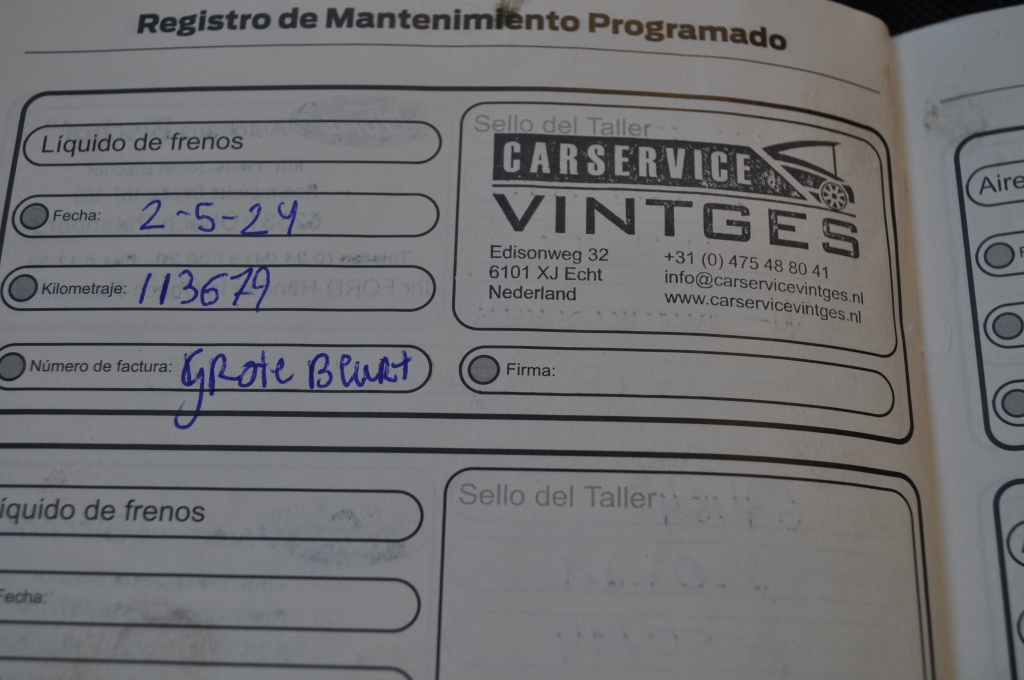 Registro de Mantenimiento Programado
Líquido de frenos
Fecha: 2-5-24
Kilometraje: 113679
Número de factura: Grote Beurt
Sello del Taller
CARSERVICE
VINTGES
Edisonweg 32
6101 XJ Echt
Nederland
+31 (0) 475 48 80 41
info@carservicevintges.nl
www.carservicevintges.nl
Firma:
íquido de frenos
Fecha:
Sello del Taller
Aire